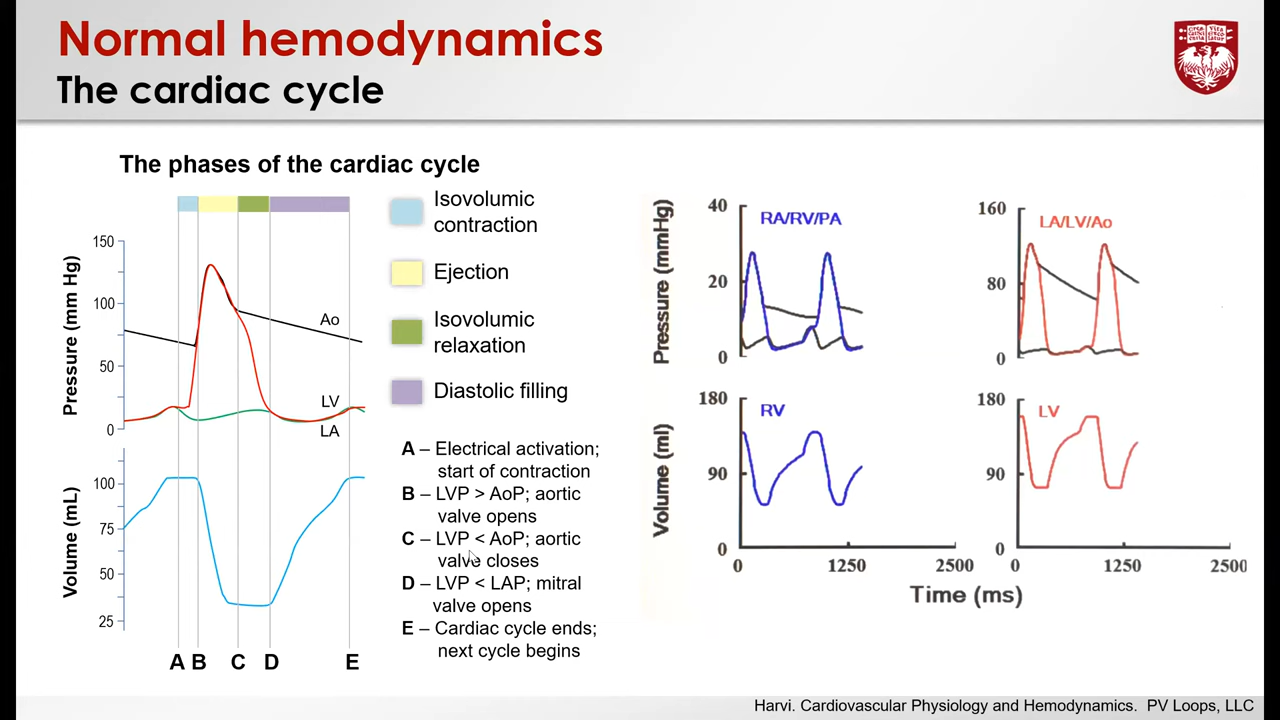 Normal hemodynamics
The cardiac cycle
The phases of the cardiac cycle
Isovolumic
contraction
Ejection
Isovolumic
relaxation
Diastolic filling
Pressure (mm Hg)
150
100
50
0
Ao
LV
LA
Volume (mL)
100
75
50
25
A B C D E
A – Electrical activation;
start of contraction
B – LVP > AoP; aortic
valve opens
C – LVP < AoP; aortic
valve closes
D – LVP < LAP; mitral
valve opens
E – Cardiac cycle ends;
next cycle begins
Pressure (mmHg)
40
20
0
RA/RV/PA
160
80
0
LA/LV/Ao
Volume (ml)
180
90
0
RV
180
90
0
LV
0 1250 2500
0 1250 2500
Time (ms)
Harvi. Cardiovascular Physiology and Hemodynamics. PV Loops, LLC